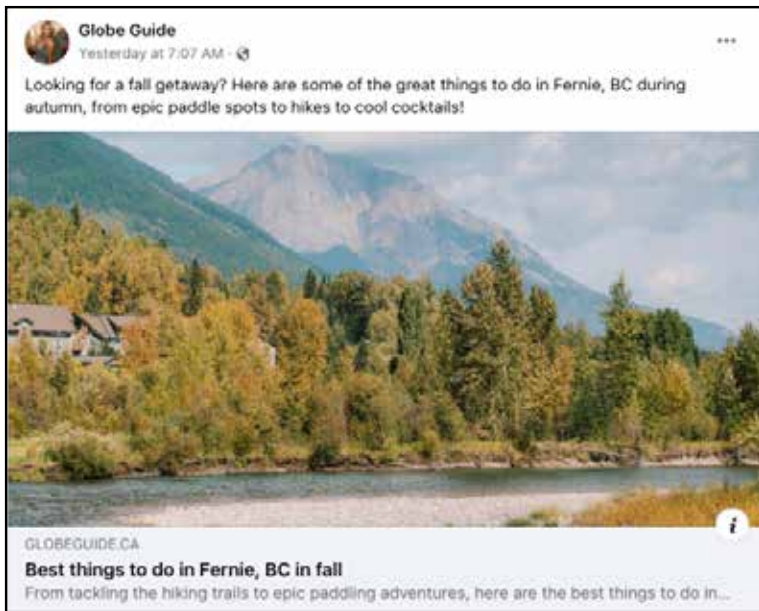 Globe Guide
Yesterday at 7:07 AM ·
Looking for a fall getaway? Here are some of the great things to do in Fernie, BC during
autumn, from epic paddle spots to hikes to cool cocktails!
i
GLOBEGUIDE.CA
Best things to do in Fernie, BC in fall
From tackling the hiking trails to epic paddling adventures, here are the best things to do in...